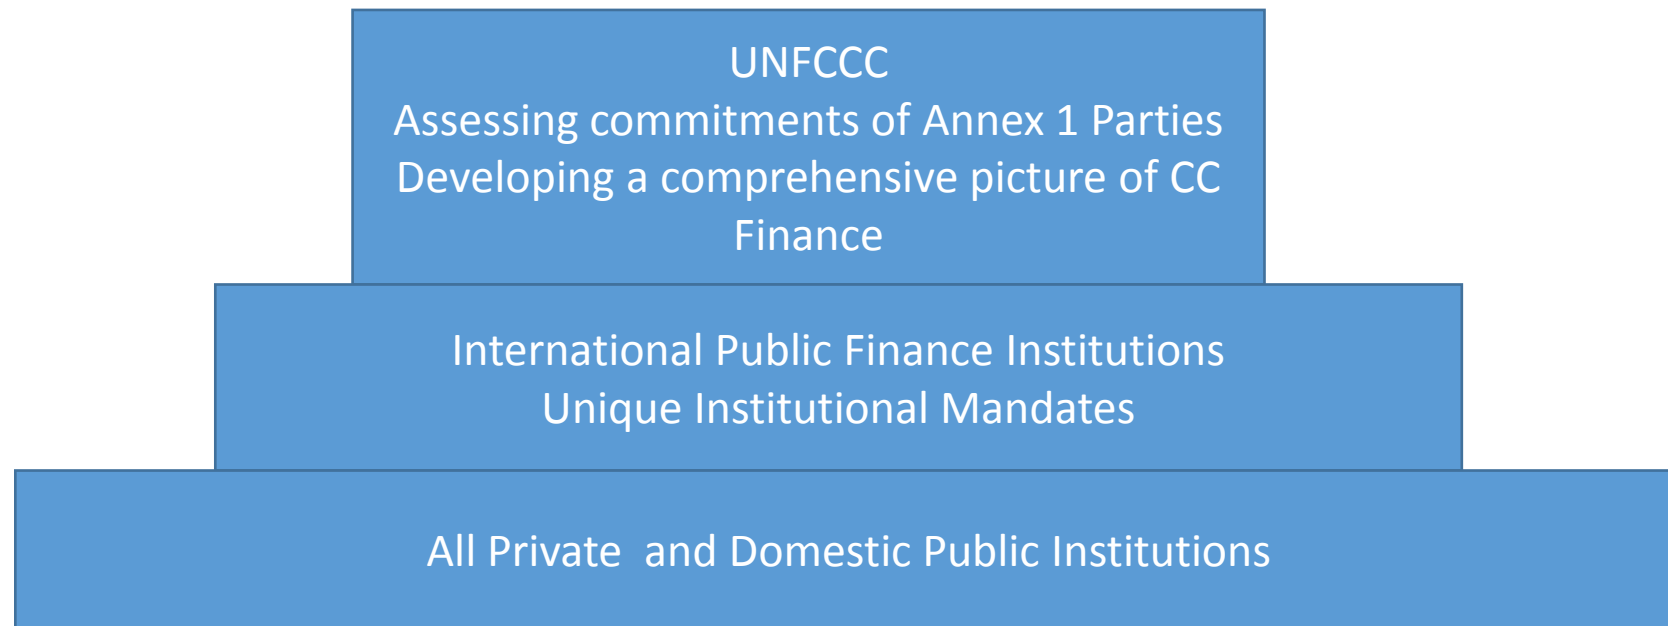 UNFCCC
Assessing commitments of Annex 1 Parties
Developing a comprehensive picture of CC
Finance
International Public Finance Institutions
Unique Institutional Mandates
All Private  and Domestic Public Institutions